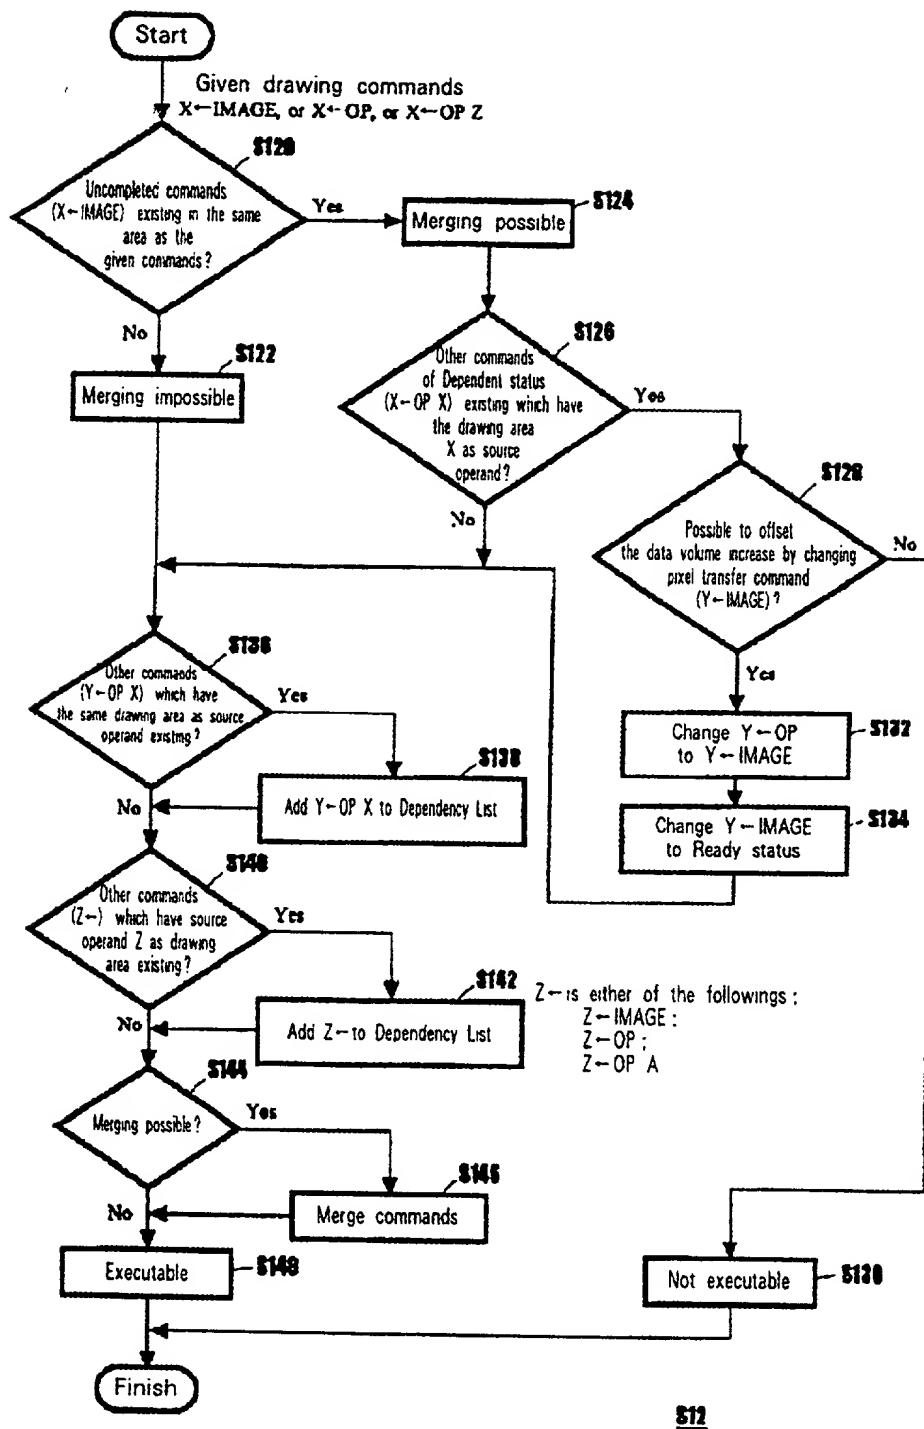 Start
Given drawing commands
X←IMAGE, or X←OP, or X←OP Z
S120
Uncompleted commands
(X←IMAGE) existing in the same
area as the
given commands?
Yes
S124
Merging possible
No
S122
Merging impossible
S126
Other commands
of Dependent status
(X←OP X) existing which have
the drawing area
X as source
operand?
Yes
No
S128
Possible to offset
the data volume increase by changing
pixel transfer command
(Y←IMAGE)?
No
Yes
S132
Change Y←OP
to Y←IMAGE
S134
Change Y←IMAGE
to Ready status
S136
Other commands
(Y←OP X) which have
the same drawing area as source
operand existing?
Yes
S138
Add Y←OP X to Dependency List
No
S140
Other commands
(Z←) which have source
operand Z as drawing
area existing?
Yes
S142
Add Z←to Dependency List
Z←is either of the followings:
Z←IMAGE:
Z←OP:
Z←OP A
No
S144
Merging possible?
Yes
S146
Merge commands
No
Executable
S148
Not executable
S130
Finish
S12